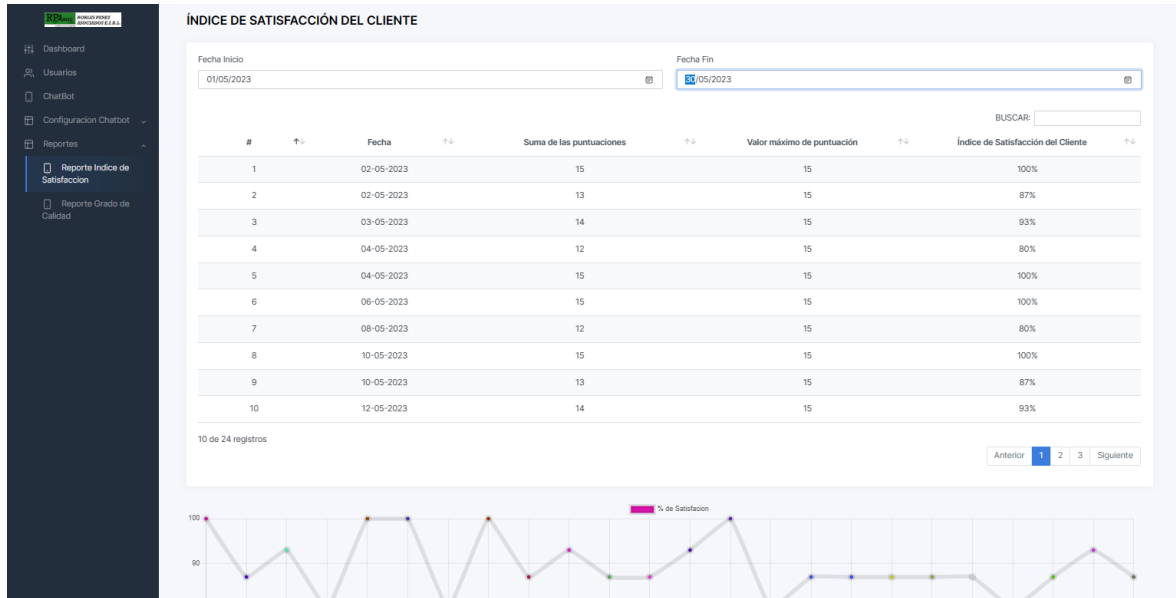 RPAsoc ROBLES PEREZ
ASOCIADOS E.I.R.L.
Dashboard
Usuarios
ChatBot
Configuracion Chatbot
Reportes
Reporte Indice de
Satisfaccion
Reporte Grado de
Calidad
ÍNDICE DE SATISFACCIÓN DEL CLIENTE
Fecha Inicio Fecha Fin
01/05/2023 30/05/2023
BUSCAR:
# Fecha Suma de las puntuaciones Valor máximo de puntuación Índice de Satisfacción del Cliente
1 02-05-2023 15 15 100%
2 02-05-2023 13 15 87%
3 03-05-2023 14 15 93%
4 04-05-2023 12 15 80%
5 04-05-2023 15 15 100%
6 06-05-2023 15 15 100%
7 08-05-2023 12 15 80%
8 10-05-2023 15 15 100%
9 10-05-2023 13 15 87%
10 12-05-2023 14 15 93%
10 de 24 registros
Anterior 1 2 3 Siguiente
% de Satisfacion
100
90